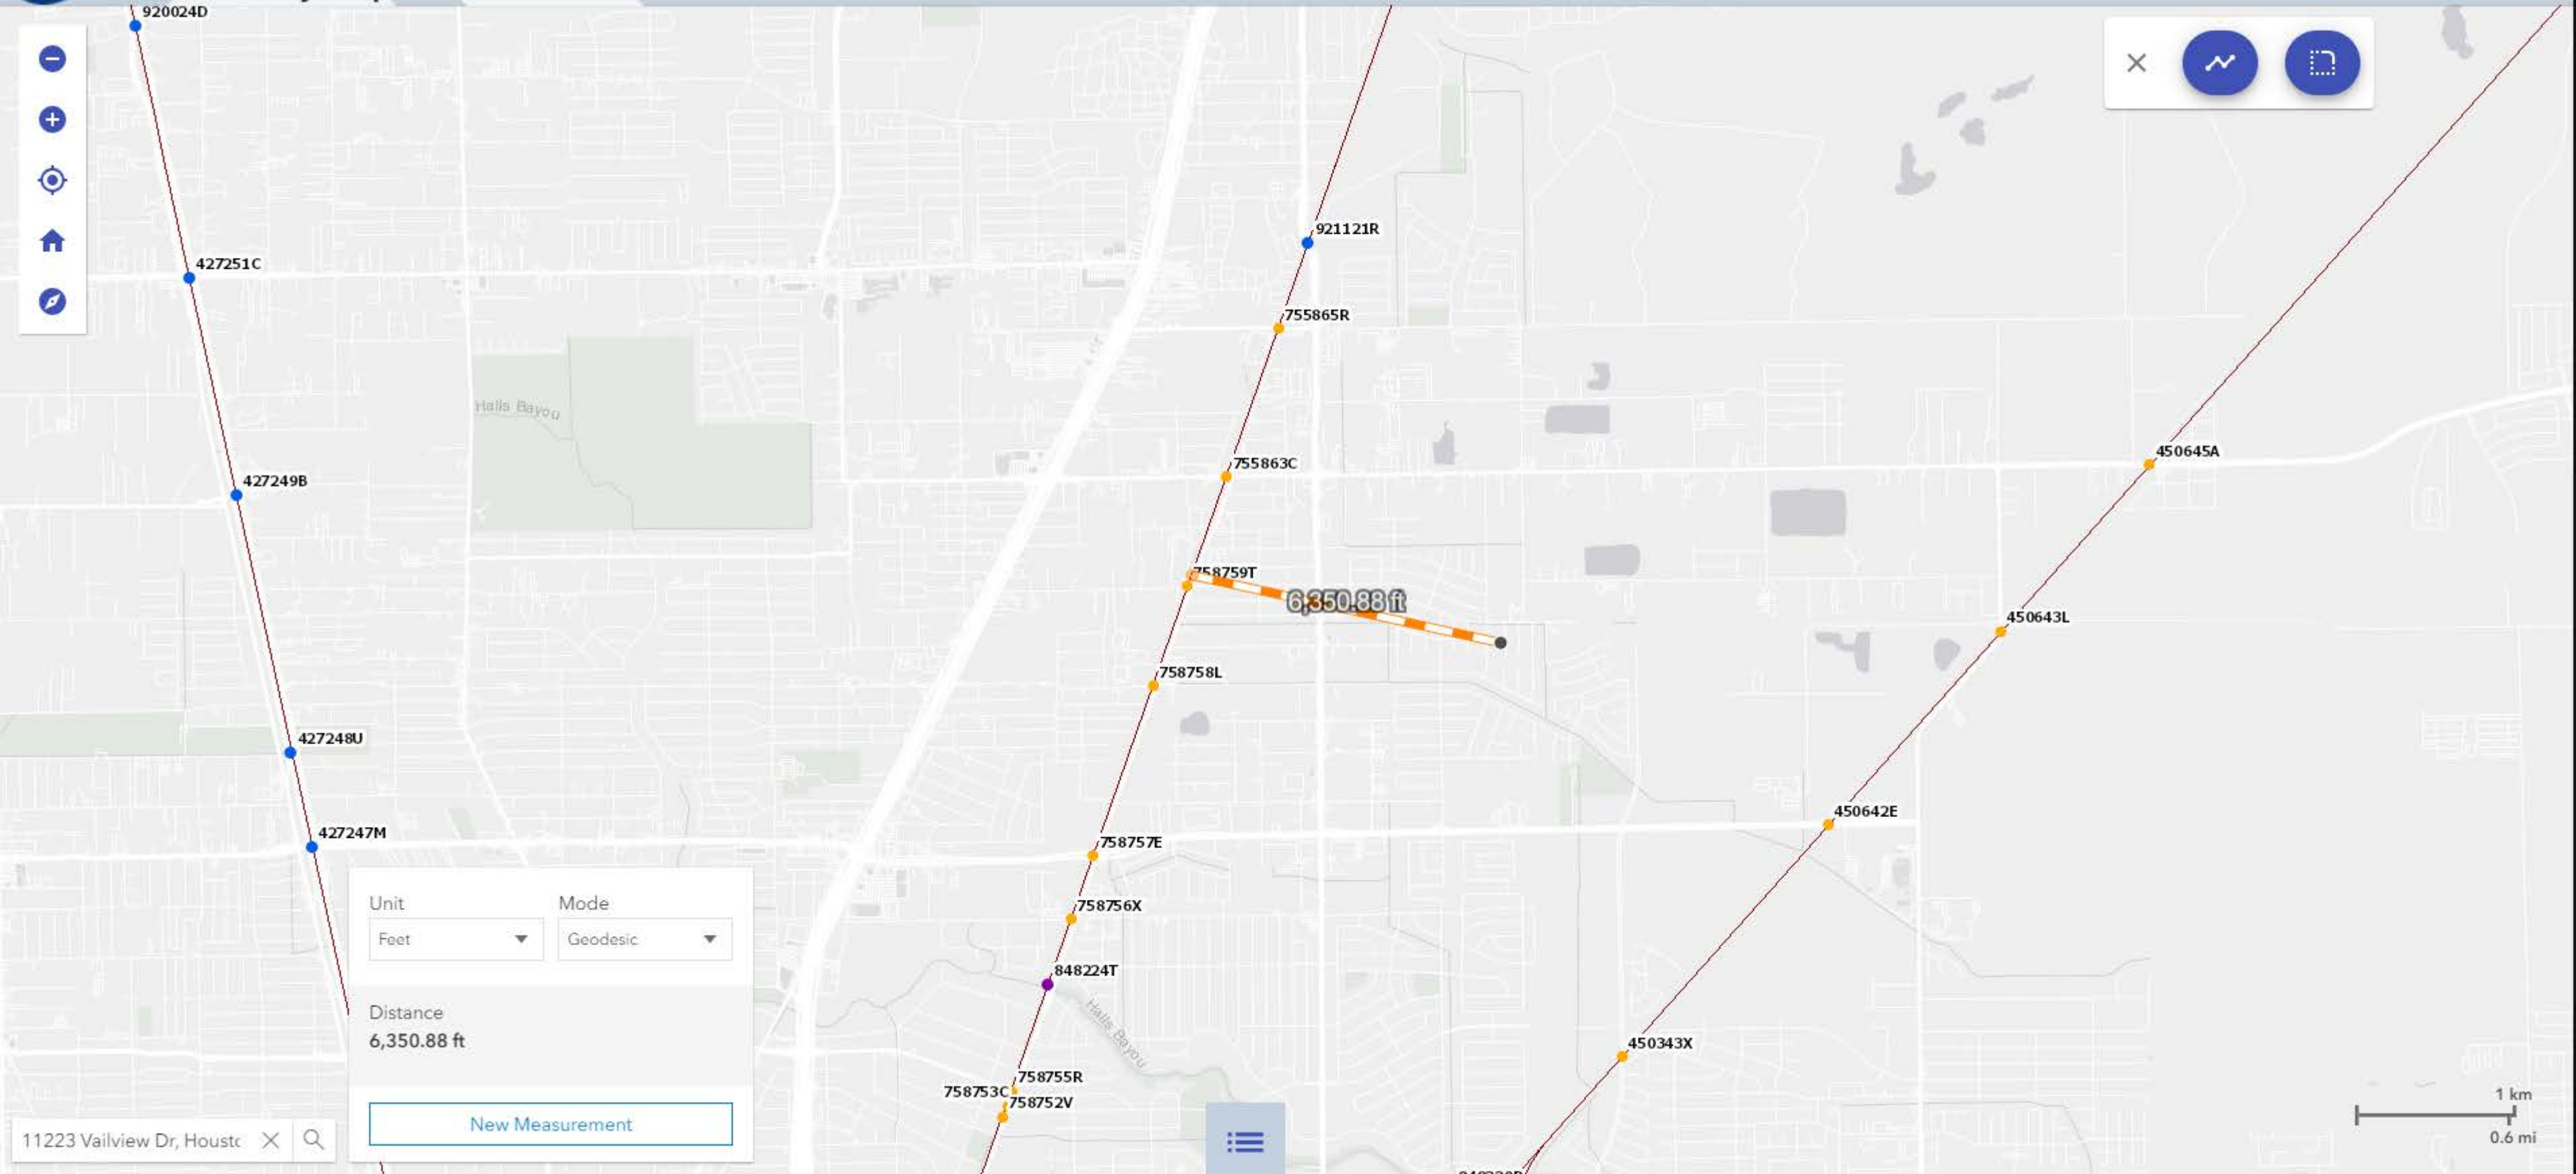 920024D
921121R
427251C
755865R
Halls Bayou
450645A
755863C
427249B
758759T
6,350.88 ft
450643L
758758L
427248U
450642E
427247M
758757E
Unit
Mode
Feet
Geodesic
758756X
848224T
Distance
6,350.88 ft
Halls Bayou
450343X
758755R
758753C
758752V
New Measurement
11223 Vailview Dr, Housto
1 km
0.6 mi